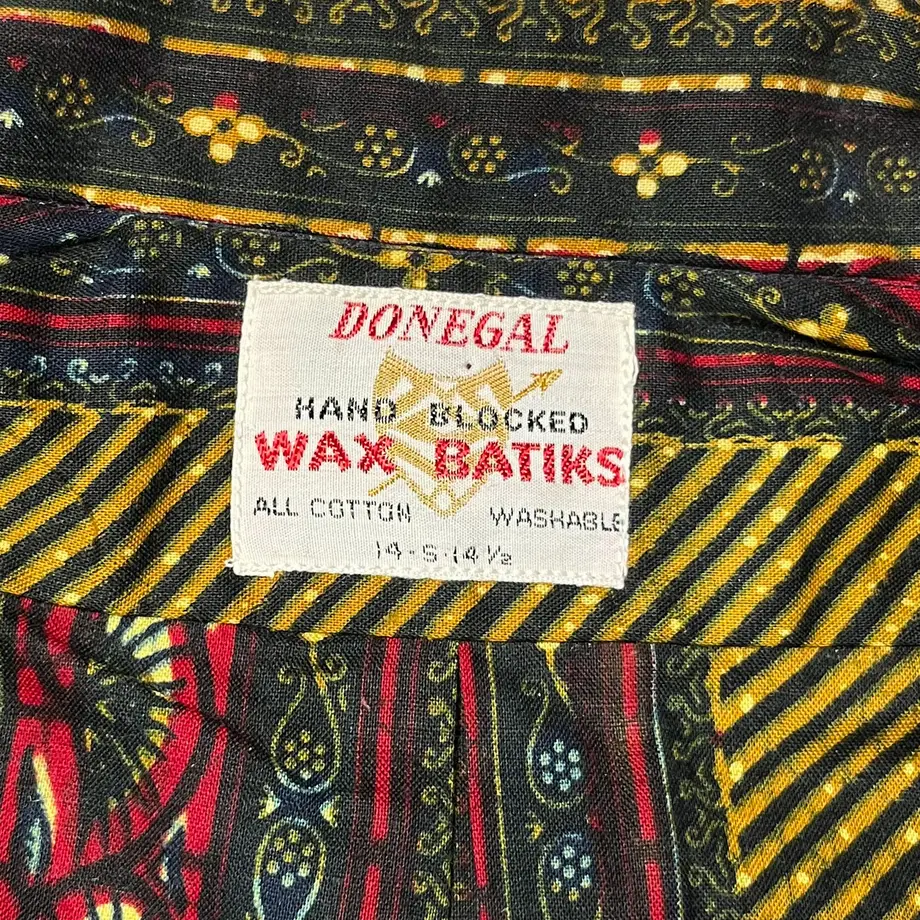 DONEGAL
HAND BLOCKED
WAX BATIKS
ALL COTTON WASHABLE
14-S-14½